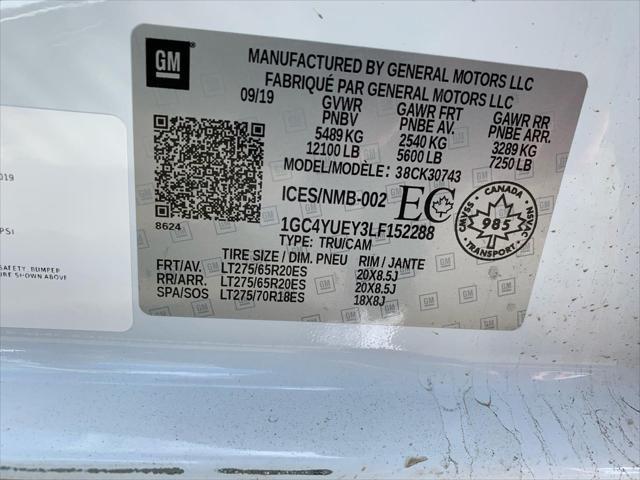 GM
MANUFACTURED BY GENERAL MOTORS LLC
FABRIQUÉ PAR GENERAL MOTORS LLC
09/19 GVWR GAWR FRT GAWR RR
PNBV PNBE AV. PNBE ARR.
5489 KG 2540 KG 3289 KG
12100 LB 5600 LB 7250 LB
MODEL/MODELE: 38CK30743
ICES/NMB-002 EC
CANADA
CMVSS 985 NSVAC
8624
1GC4YUEY3LF152288
TYPE: TRU/CAM
TIRE SIZE / DIM. PNEU RIM / JANTE
FRT/AV. LT275/65R20ES 20X8.5J
RR/ARR. LT275/65R20ES 20X8.5J
SPA/SOS LT275/70R18ES 18X8J
019
PSI
SAFETY, BUMPER
SHOWN ABOVE